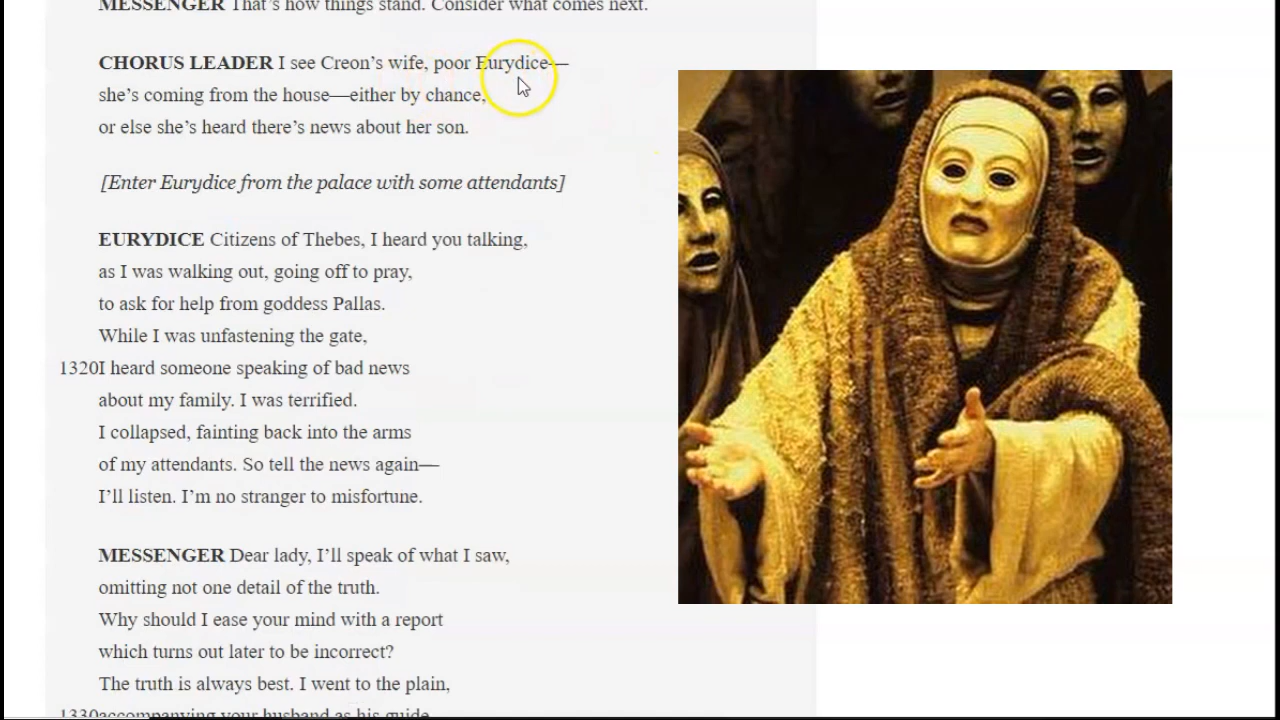 MESSENGER That's how things stand. Consider what comes next.
CHORUS LEADER I see Creon's wife, poor Eurydice—
she's coming from the house—either by chance,
or else she's heard there's news about her son.
[Enter Eurydice from the palace with some attendants]
EURYDICE Citizens of Thebes, I heard you talking,
as I was walking out, going off to pray,
to ask for help from goddess Pallas.
While I was unfastening the gate,
1320I heard someone speaking of bad news
about my family. I was terrified.
I collapsed, fainting back into the arms
of my attendants. So tell the news again—
I'll listen. I'm no stranger to misfortune.
MESSENGER Dear lady, I'll speak of what I saw,
omitting not one detail of the truth.
Why should I ease your mind with a report
which turns out later to be incorrect?
The truth is always best. I went to the plain,
1330accompanying your husband as his guide